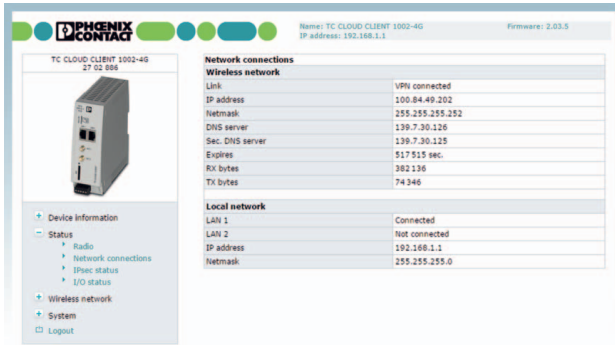 PHŒNIX
CONTACT
Name: TC CLOUD CLIENT 1002-4G
IP address: 192.168.1.1
Firmware: 2.03.5
TC CLOUD CLIENT 1002-4G
27 02 886
Device information
Status
Radio
Network connections
IPsec status
I/O status
Wireless network
System
Logout
Network connections
Wireless network
Link VPN connected
IP address 100.84.49.202
Netmask 255.255.255.252
DNS server 139.7.30.126
Sec. DNS server 139.7.30.125
Expires 517515 sec.
RX bytes 382136
TX bytes 74346
Local network
LAN 1 Connected
LAN 2 Not connected
IP address 192.168.1.1
Netmask 255.255.255.0